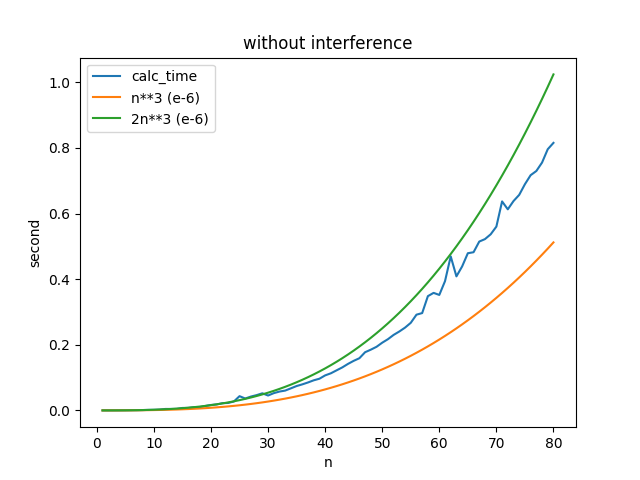 without interference
calc_time
n**3 (e-6)
2n**3 (e-6)
second
1.0
0.8
0.6
0.4
0.2
0.0
0 10 20 30 40 50 60 70 80
n